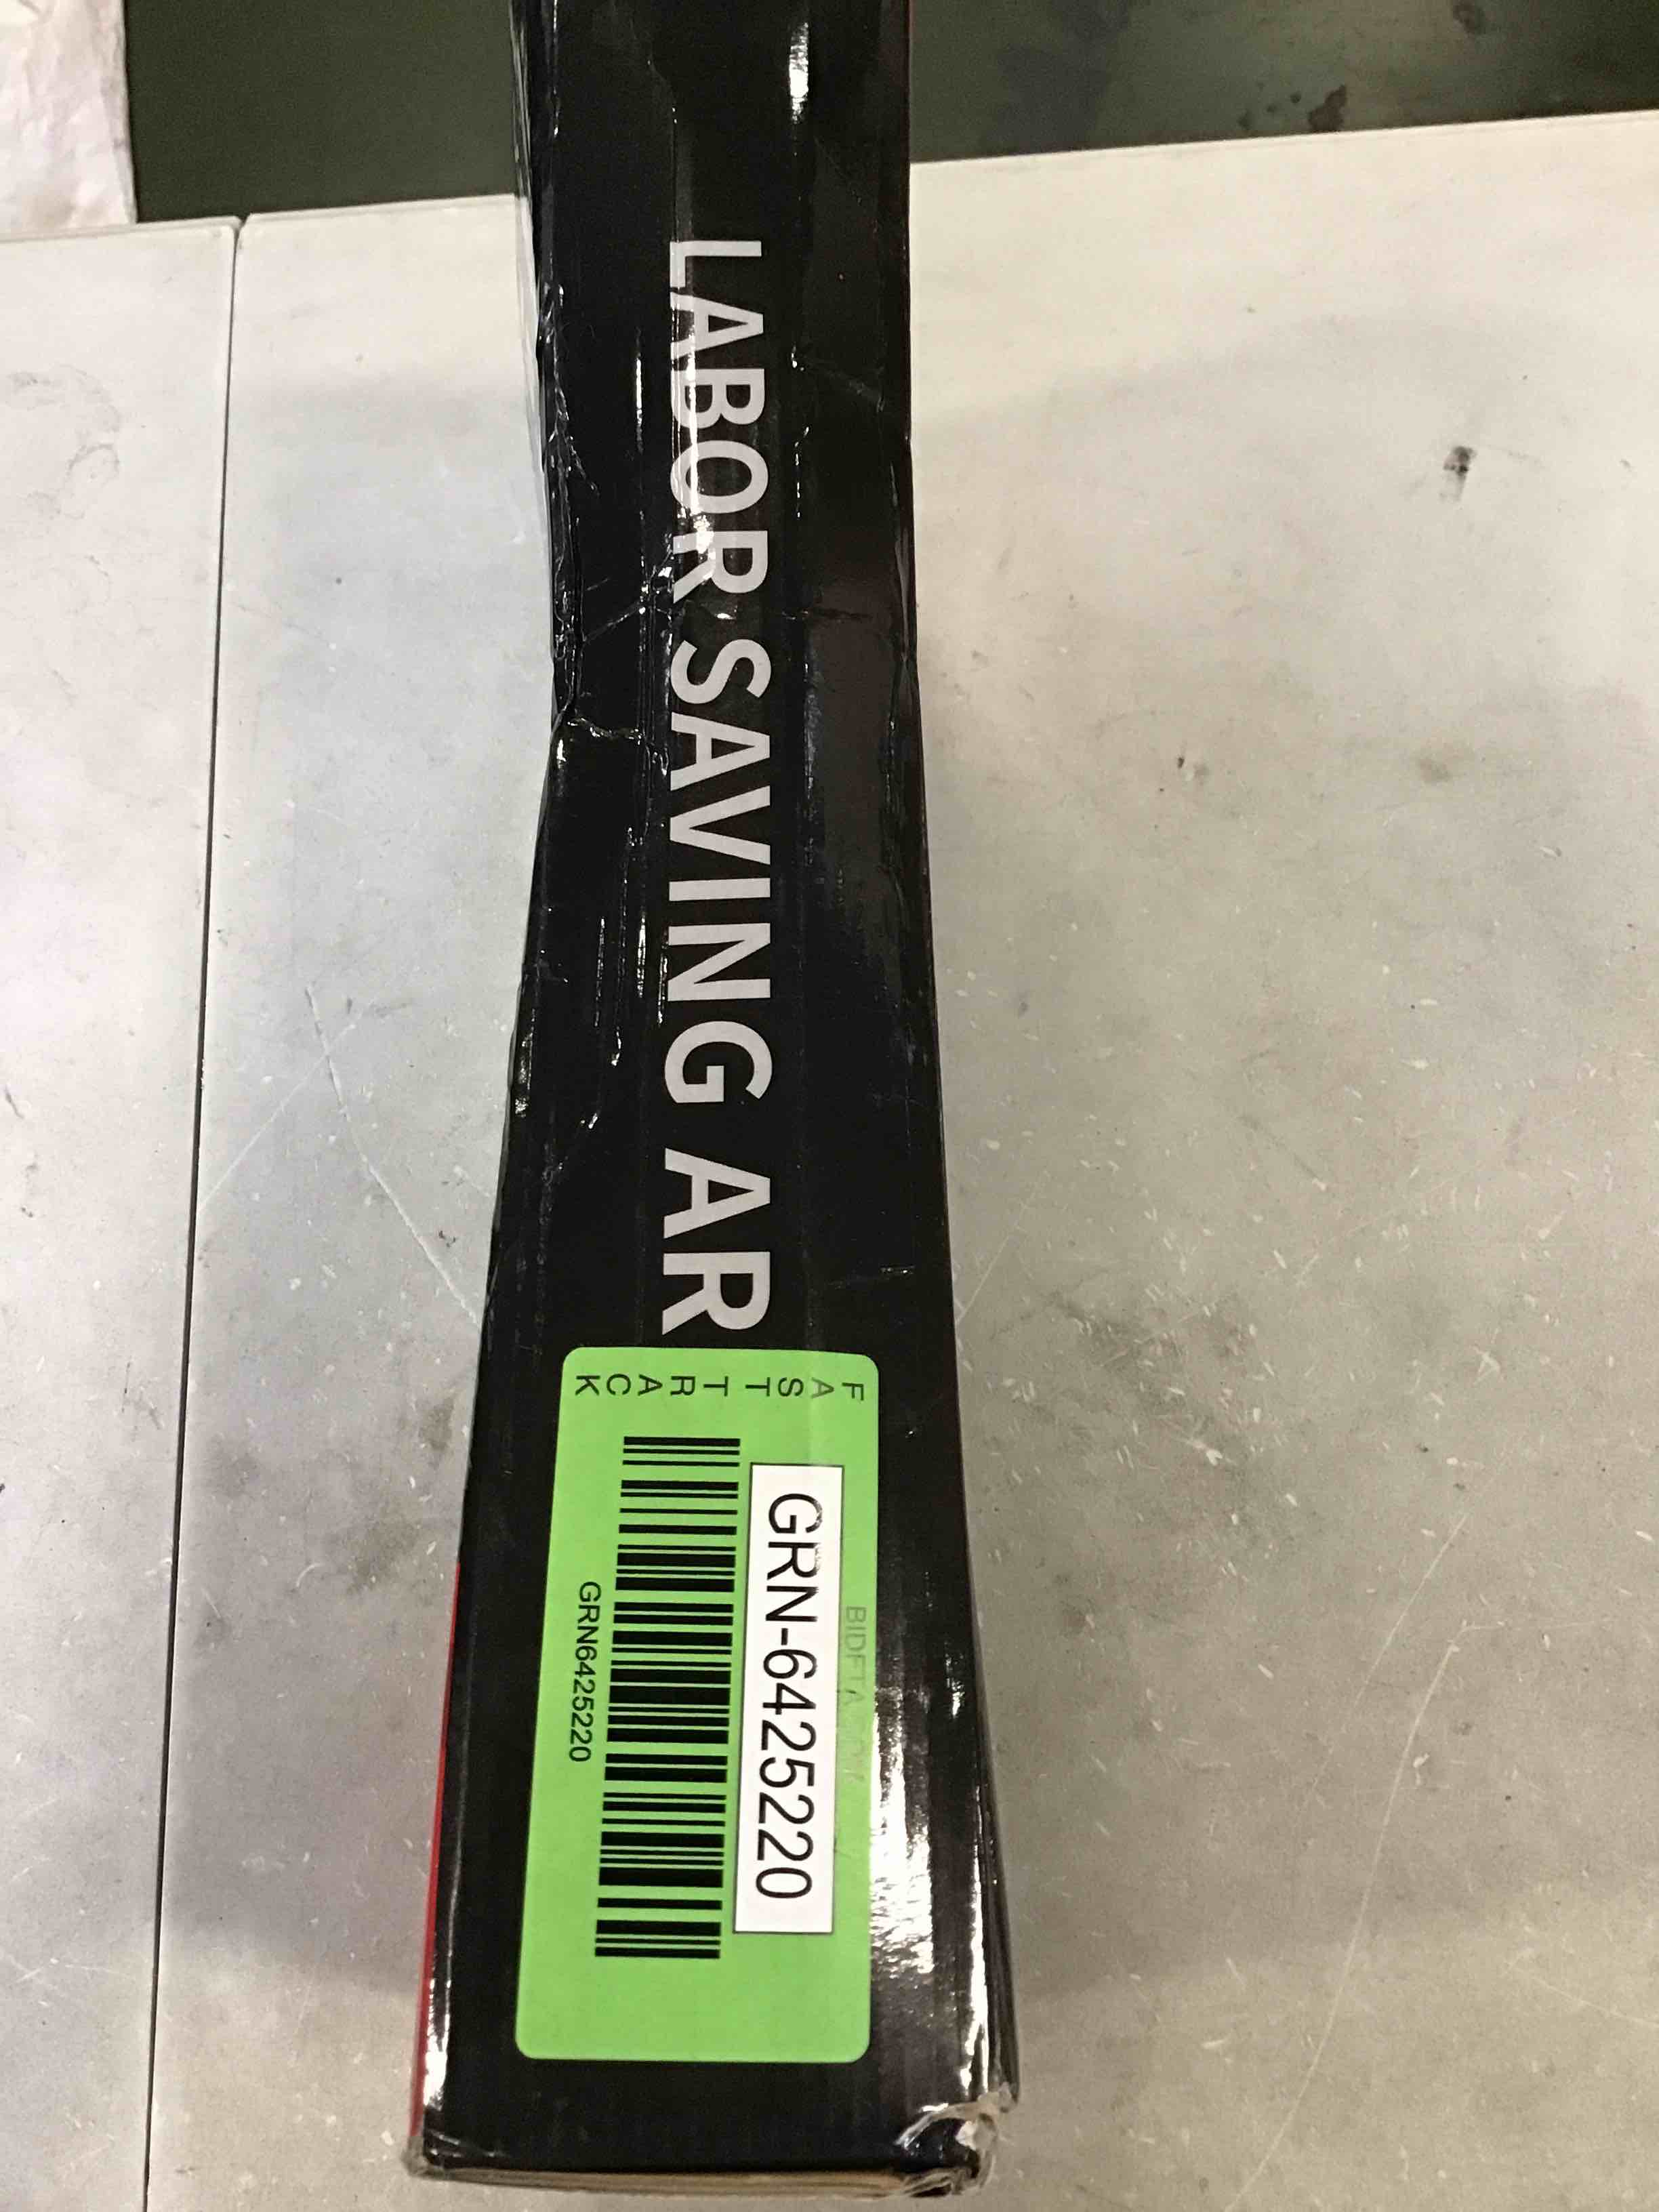 LABOR SAVING AR
FAST TRACK
GRN-6425220
GRN6425220